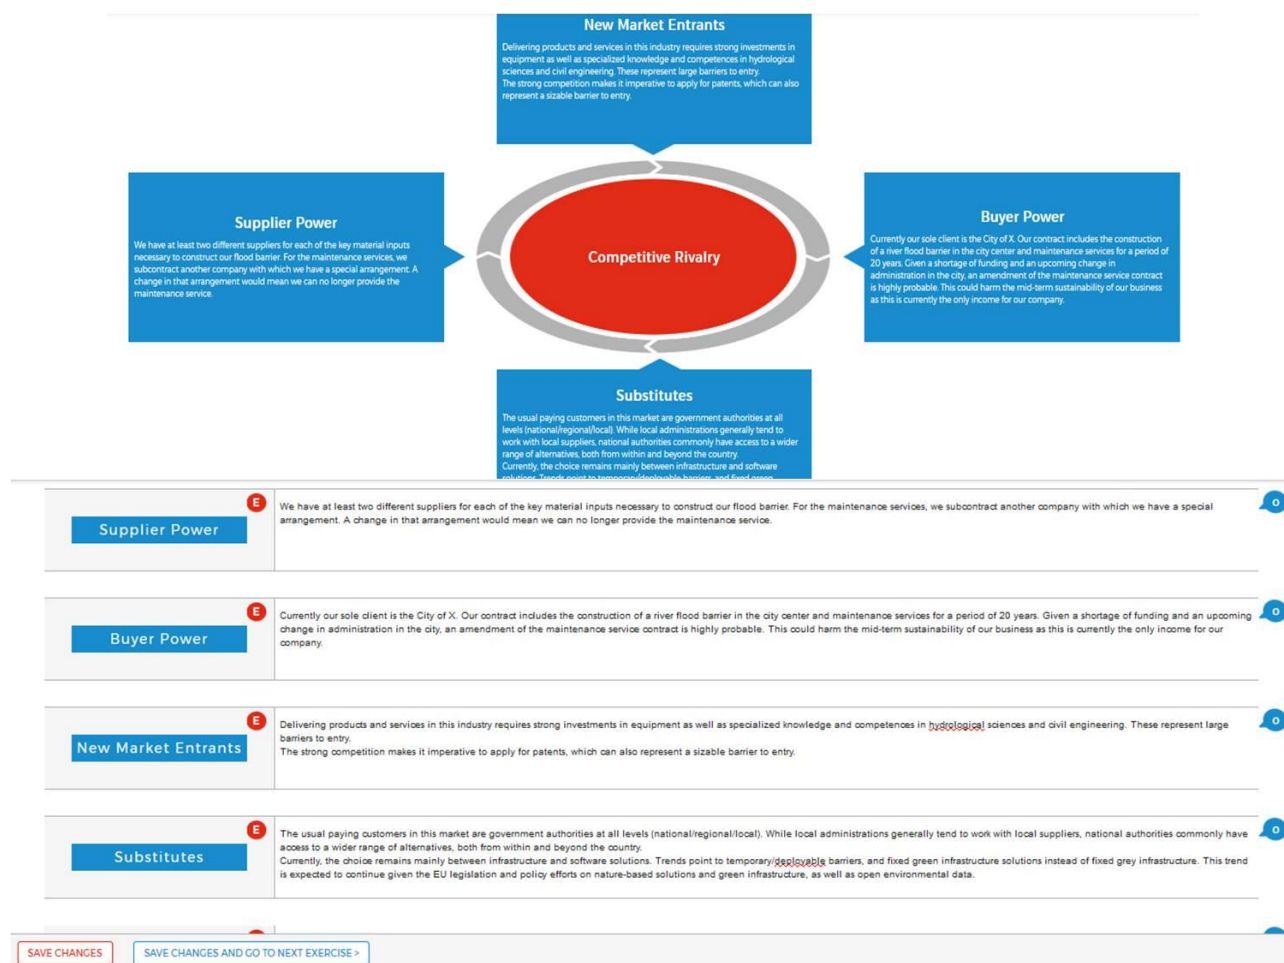 New Market Entrants
Delivering products and services in this industry requires strong investments in
equipment as well as specialized knowledge and competences in hydrological
sciences and civil engineering. These represent large barriers to entry.
The strong competition makes it imperative to apply for patents, which can also
represent a sizable barrier to entry.
Supplier Power
We have at least two different suppliers for each of the key material inputs
necessary to construct our flood barrier. For the maintenance services, we
subcontract another company with which we have a special arrangement. A
change in that arrangement would mean we can no longer provide the
maintenance service.
Competitive Rivalry
Buyer Power
Currently our sole client is the City of X. Our contract includes the construction
of a river flood barrier in the city center and maintenance services for a period of
20 years. Given a shortage of funding and an upcoming change in
administration in the city, an amendment of the maintenance service contract
is highly probable. This could harm the mid-term sustainability of our business
as this is currently the only income for our company.
Substitutes
The usual paying customers in this market are government authorities at all
levels (national/regional/local). While local administrations generally tend to
work with local suppliers, national authorities commonly have access to a wider
range of alternatives, both from within and beyond the country.
Currently, the choice remains mainly between infrastructure and software
solutions. Trends point to temporary/deployable barriers, and fixed green
Supplier Power
E
We have at least two different suppliers for each of the key material inputs necessary to construct our flood barrier. For the maintenance services, we subcontract another company with which we have a special
arrangement. A change in that arrangement would mean we can no longer provide the maintenance service.
0
Buyer Power
E
Currently our sole client is the City of X. Our contract includes the construction of a river flood barrier in the city center and maintenance services for a period of 20 years. Given a shortage of funding and an upcoming
change in administration in the city, an amendment of the maintenance service contract is highly probable. This could harm the mid-term sustainability of our business as this is currently the only income for our
company.
0
New Market Entrants
E
Delivering products and services in this industry requires strong investments in equipment as well as specialized knowledge and competences in hydrological sciences and civil engineering. These represent large
barriers to entry.
The strong competition makes it imperative to apply for patents, which can also represent a sizable barrier to entry.
0
Substitutes
E
The usual paying customers in this market are government authorities at all levels (national/regional/local). While local administrations generally tend to work with local suppliers, national authorities commonly have
access to a wider range of alternatives, both from within and beyond the country.
Currently, the choice remains mainly between infrastructure and software solutions. Trends point to temporary/deployable barriers, and fixed green infrastructure solutions instead of fixed grey infrastructure. This trend
is expected to continue given the EU legislation and policy efforts on nature-based solutions and green infrastructure, as well as open environmental data.
0
SAVE CHANGES
SAVE CHANGES AND GO TO NEXT EXERCISE >